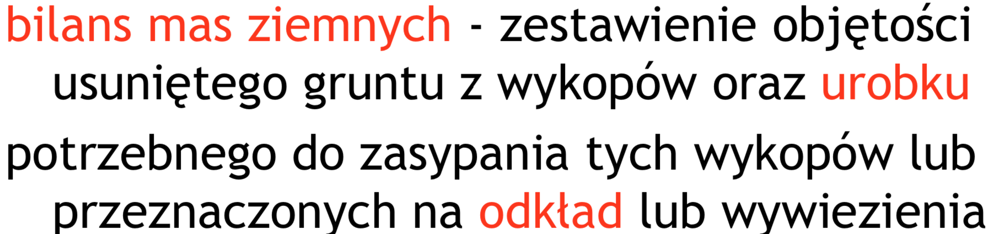 bilans mas ziemnych - zestawienie objętości
usuniętego gruntu z wykopów oraz urobku
potrzebnego do zasypania tych wykopów lub
przeznaczonych na odkład lub wywiezienia